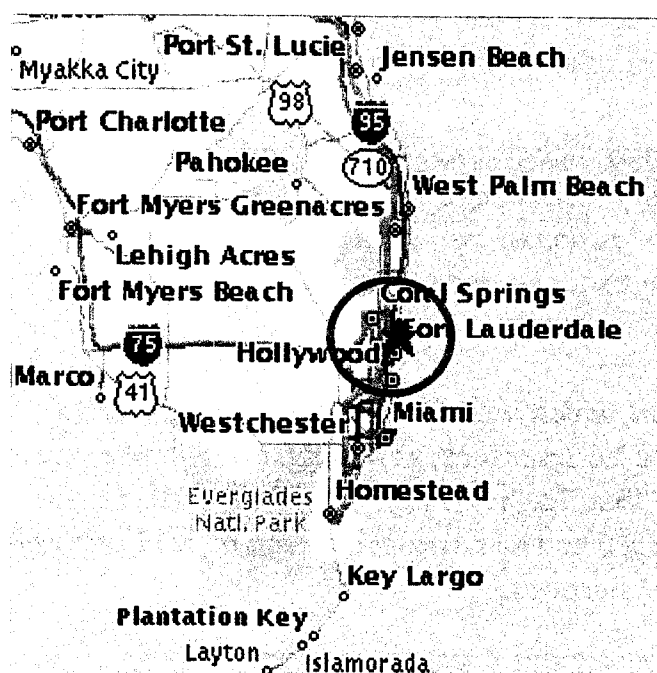 Port St. Lucie
Jensen Beach
Myakka City
98
95
Port Charlotte
Pahokee
710
West Palm Beach
Fort Myers
Greenacres
Lehigh Acres
Fort Myers Beach
Coral Springs
Fort Lauderdale
75
Hollywood
Marco
41
Westchester
Miami
Everglades
Natl. Park
Homestead
Key Largo
Plantation Key
Layton
Islamorada